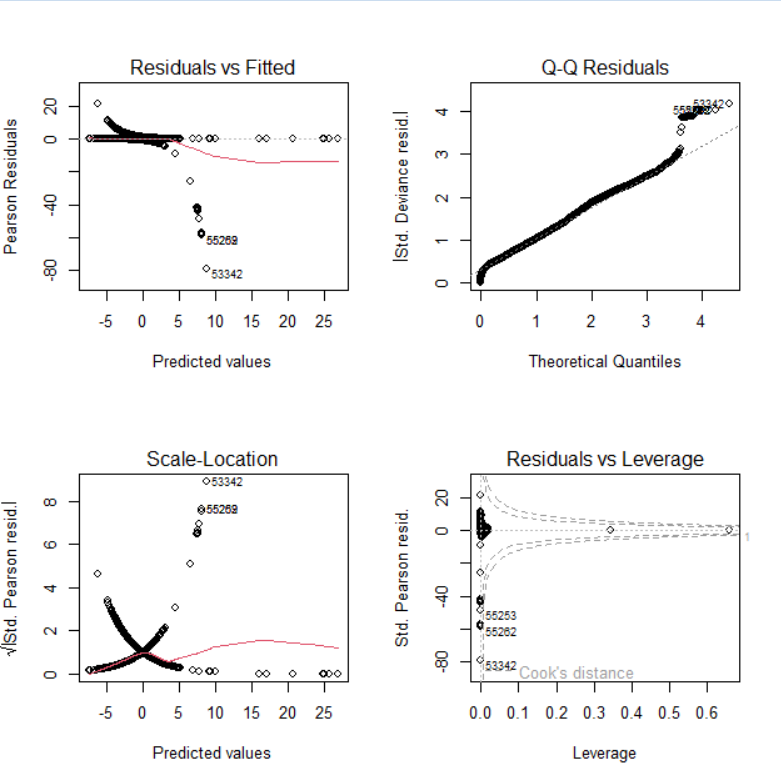 Residuals vs Fitted
Pearson Residuals
20
0
-40
-80
53342
-5 0 5 10 15 20 25
Predicted values
Q-Q Residuals
|Std. Deviance resid.|
4
3
2
1
0
53342
0 1 2 3 4
Theoretical Quantiles
Scale-Location
√|Std. Pearson resid.|
8
6
4
2
0
53342
-5 0 5 10 15 20 25
Predicted values
Residuals vs Leverage
Std. Pearson resid.
20
0
-40
-80
1
55253
55262
53342
Cook's distance
0.0 0.1 0.2 0.3 0.4 0.5 0.6
Leverage